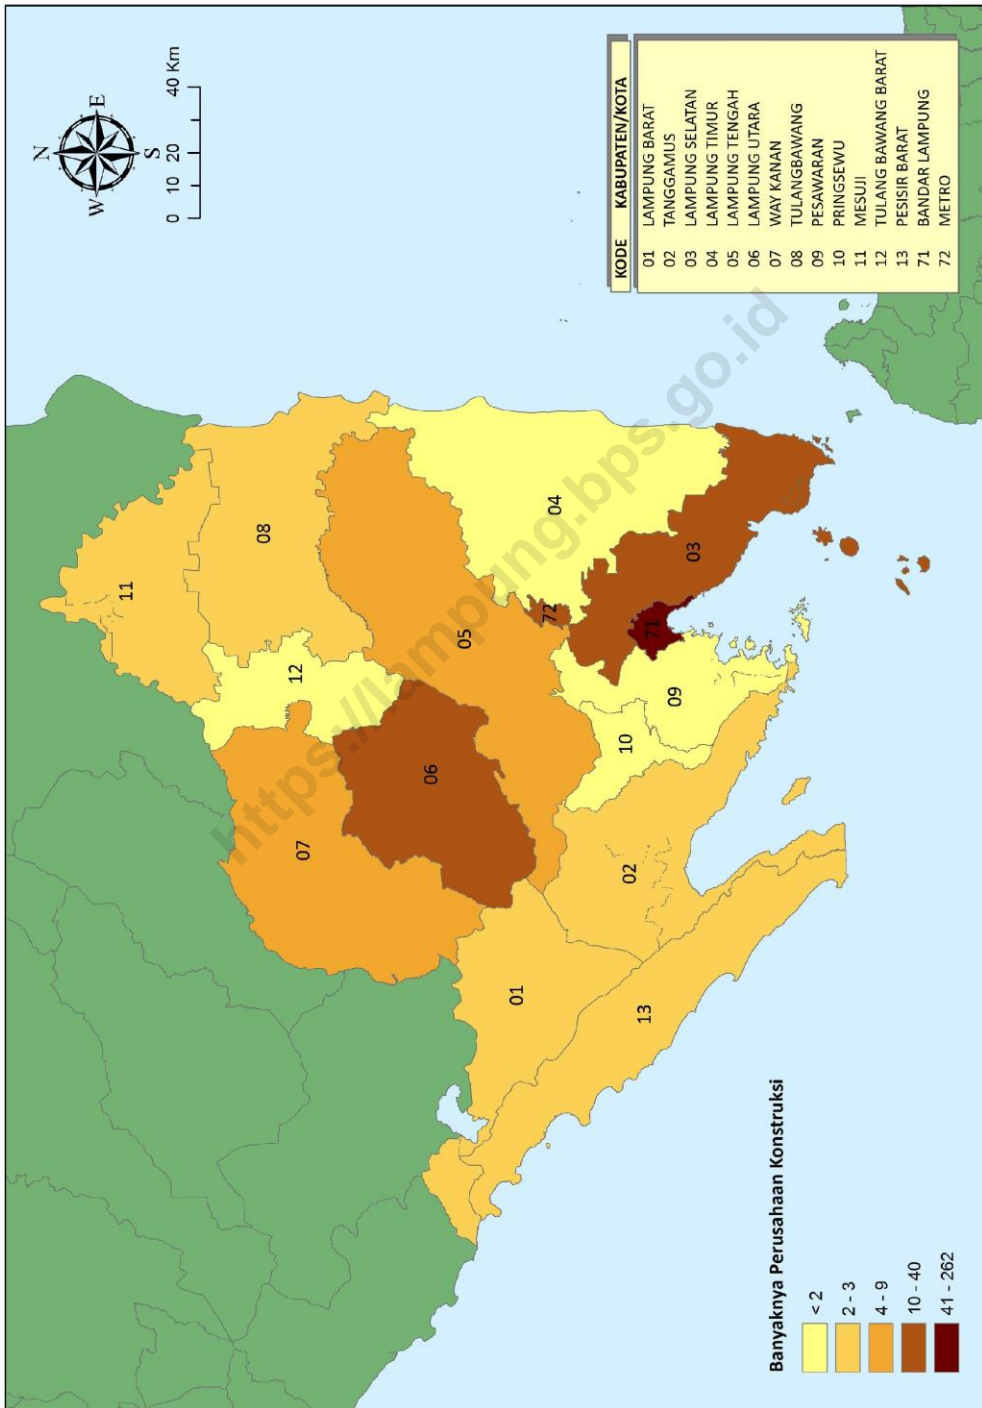 N
W E
S
0 10 20 40 Km
KODE KABUPATEN/KOTA
01 LAMPUNG BARAT
02 TANGGAMUS
03 LAMPUNG SELATAN
04 LAMPUNG TIMUR
05 LAMPUNG TENGAH
06 LAMPUNG UTARA
07 WAY KANAN
08 TULANGBAWANG
09 PESAWARAN
10 PRINGSEWU
11 MESUJI
12 TULANG BAWANG BARAT
13 PESISIR BARAT
71 BANDAR LAMPUNG
72 METRO
11
08
12
07
06
05
04
72
03
71
09
10
02
01
13
https://lampung.bps.go.id
Banyaknya Perusahaan Konstruksi
< 2
2 - 3
4 - 9
10 - 40
41 - 262